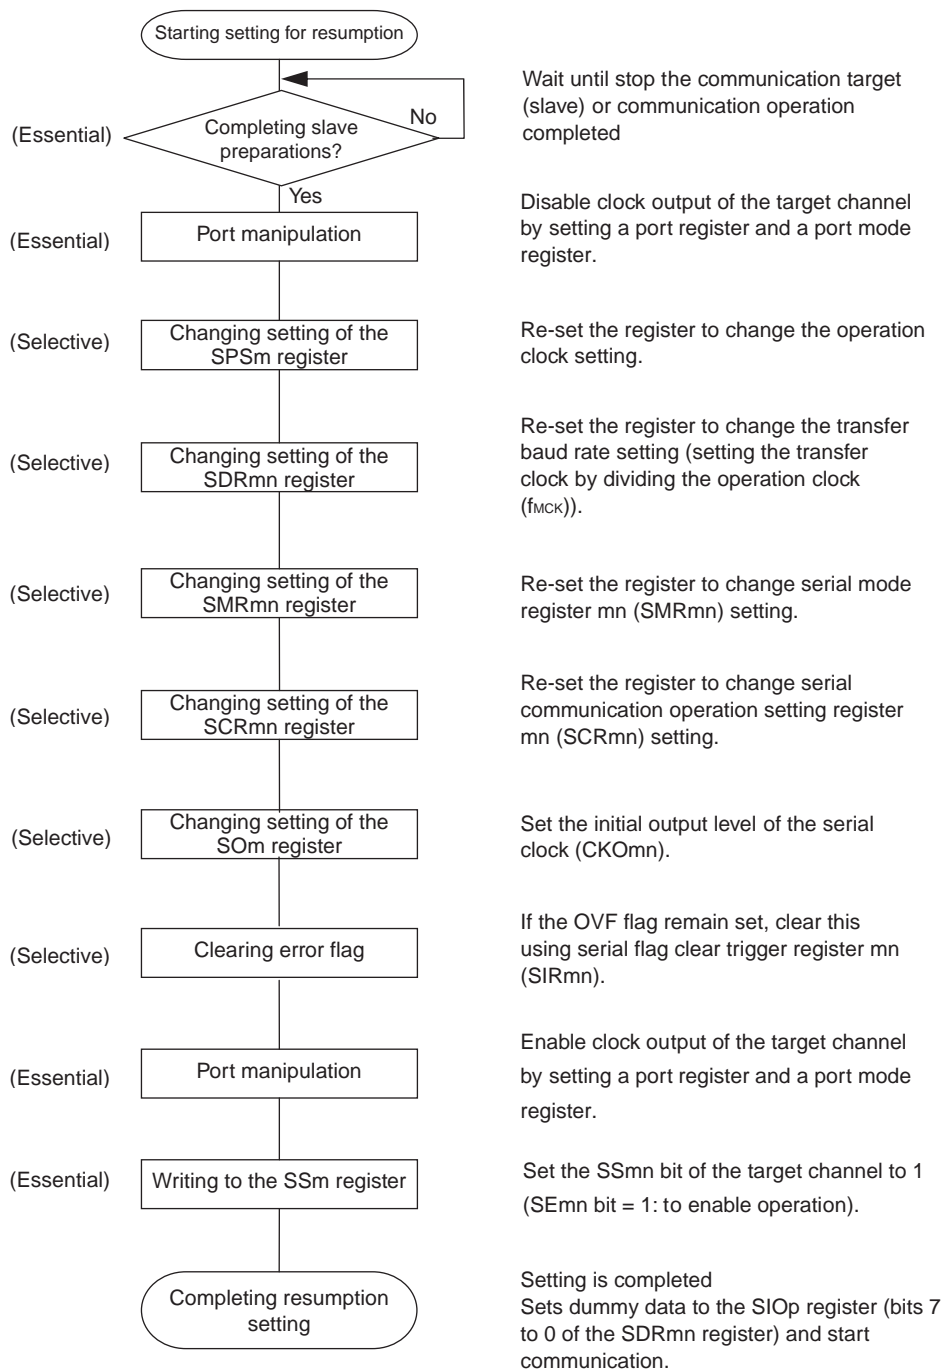 Starting setting for resumption
(Essential)
Completing slave
preparations?
No
Yes
Wait until stop the communication target
(slave) or communication operation
completed
(Essential)
Port manipulation
Disable clock output of the target channel
by setting a port register and a port mode
register.
(Selective)
Changing setting of the
SPSm register
Re-set the register to change the operation
clock setting.
(Selective)
Changing setting of the
SDRmn register
Re-set the register to change the transfer
baud rate setting (setting the transfer
clock by dividing the operation clock
(fMCK)).
(Selective)
Changing setting of the
SMRmn register
Re-set the register to change serial mode
register mn (SMRmn) setting.
(Selective)
Changing setting of the
SCRmn register
Re-set the register to change serial
communication operation setting register
mn (SCRmn) setting.
(Selective)
Changing setting of the
SOm register
Set the initial output level of the serial
clock (CKOmn).
(Selective)
Clearing error flag
If the OVF flag remain set, clear this
using serial flag clear trigger register mn
(SIRmn).
(Essential)
Port manipulation
Enable clock output of the target channel
by setting a port register and a port mode
register.
(Essential)
Writing to the SSm register
Set the SSmn bit of the target channel to 1
(SEmn bit = 1: to enable operation).
Completing resumption
setting
Setting is completed
Sets dummy data to the SIOp register (bits 7
to 0 of the SDRmn register) and start
communication.